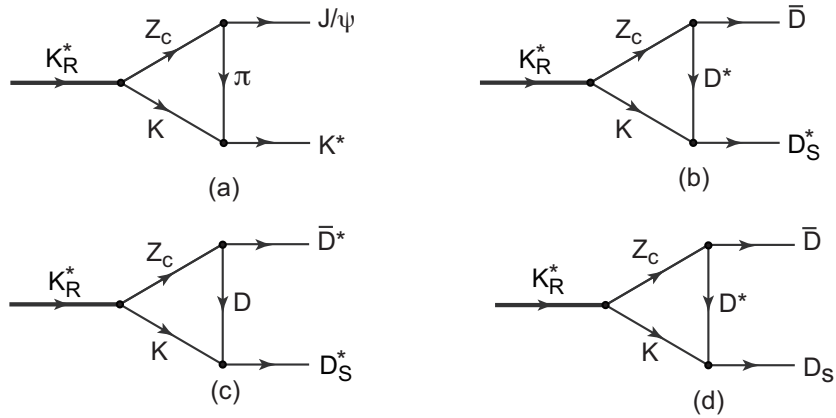 K*R Zc J/ψ
π
K K*
(a)
K*R Zc D̄
D*
K D*S
(b)
K*R Zc D̄*
D
K D*S
(c)
K*R Zc D̄
D*
K Ds
(d)